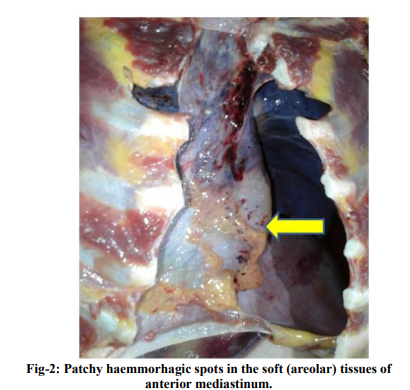 Fig-2: Patchy haemmorhagic spots in the soft (areolar) tissues of
anterior mediastinum.